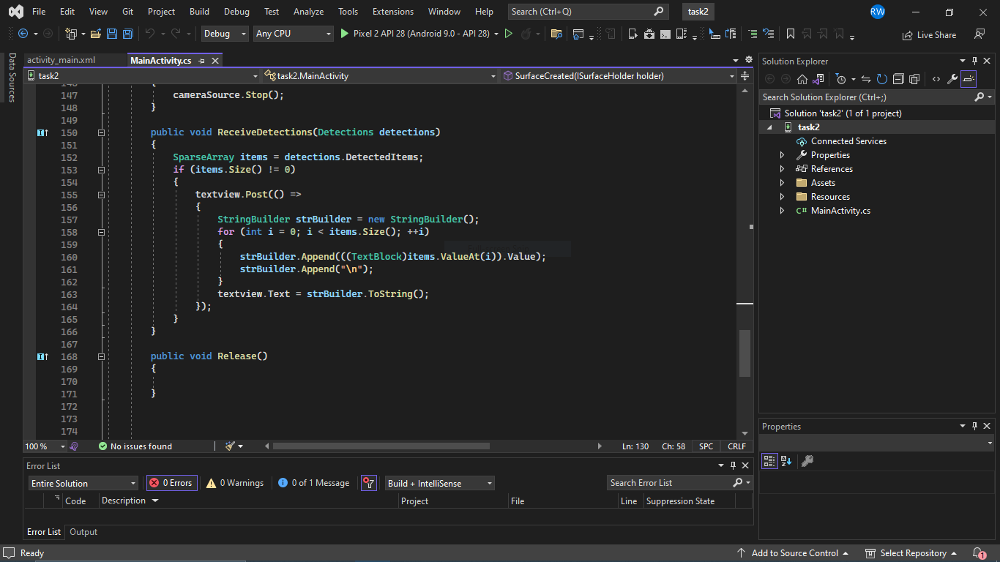 File Edit View Git Project Build Debug Test Analyze Tools Extensions Window Help Search (Ctrl+Q) task2 RW
Debug Any CPU Pixel 2 API 28 (Android 9.0 - API 28) Live Share
Data Sources
activity_main.xml MainActivity.cs
task2 task2.MainActivity SurfaceCreated(ISurfaceHolder holder)
146 {
147 cameraSource.Stop();
148 }
149
150 public void ReceiveDetections(Detections detections)
151 {
152 SparseArray items = detections.DetectedItems;
153 if (items.Size() != 0)
154 {
155 textview.Post(() =>
156 {
157 StringBuilder strBuilder = new StringBuilder();
158 for (int i = 0; i < items.Size(); ++i)
159 {
160 strBuilder.Append(((TextBlock)items.ValueAt(i)).Value);
161 strBuilder.Append("\n");
162 }
163 textview.Text = strBuilder.ToString();
164 });
165 }
166 }
167
168 public void Release()
169 {
170
171 }
172
173
174
100 % No issues found Ln: 130 Ch: 58 SPC CRLF
Error List
Entire Solution 0 Errors 0 Warnings 0 of 1 Message Build + IntelliSense Search Error List
Code Description Project File Line Suppression State
Error List Output
Solution Explorer
Search Solution Explorer (Ctrl+;)
Solution 'task2' (1 of 1 project)
task2
Connected Services
Properties
References
Assets
Resources
C# MainActivity.cs
Properties
Ready Add to Source Control Select Repository 1